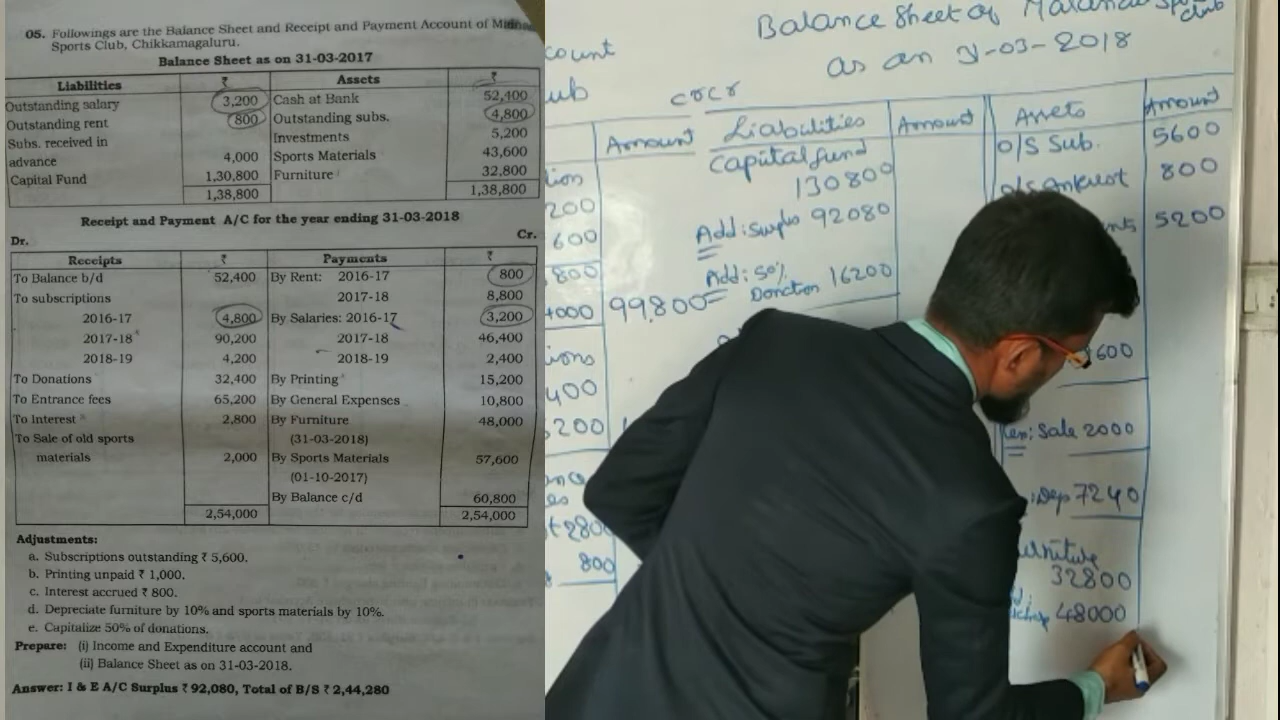 05. Followings are the Balance Sheet and Receipt and Payment Account of
Sports Club, Chikkamagaluru.
Balance Sheet as on 31-03-2017
Liabilities ₹ Assets ₹
Outstanding salary 3,200 Cash at Bank 52,400
Outstanding rent 800 Outstanding subs. 4,800
Subs. received in Investments 5,200
advance 4,000 Sports Materials 43,600
Capital Fund 1,30,800 Furniture 32,800
1,38,800 1,38,800
Receipt and Payment A/C for the year ending 31-03-2018
Dr. Cr.
Receipts ₹ Payments ₹
To Balance b/d 52,400 By Rent: 2016-17 800
To subscriptions 2017-18 8,800
2016-17 4,800 By Salaries: 2016-17 3,200
2017-18 90,200 2017-18 46,400
2018-19 4,200 2018-19 2,400
To Donations 32,400 By Printing 15,200
To Entrance fees 65,200 By General Expenses 10,800
To Interest 2,800 By Furniture 48,000
To Sale of old sports (31-03-2018)
materials 2,000 By Sports Materials 57,600
(01-10-2017)
By Balance c/d 60,800
2,54,000 2,54,000
Adjustments:
a. Subscriptions outstanding ₹ 5,600.
b. Printing unpaid ₹ 1,000.
c. Interest accrued ₹ 800.
d. Depreciate furniture by 10% and sports materials by 10%.
e. Capitalize 50% of donations.
Prepare: (i) Income and Expenditure account and
(ii) Balance Sheet as on 31-03-2018.
Answer: I & E A/C Surplus ₹ 92,080, Total of B/S ₹ 2,44,280
Balance Sheet of
club
as on 31-03-2018
count
ub
Amount
200
600
800
99,800
400
200
2800
800
Liabilities Amount Assets Amount
Capital fund O/S Sub. 5600
130800 800
Add: Surplus 92080 5200
Add: 50%
Donction 16200
600
Sale 2000
Dep 7240
32800
48000